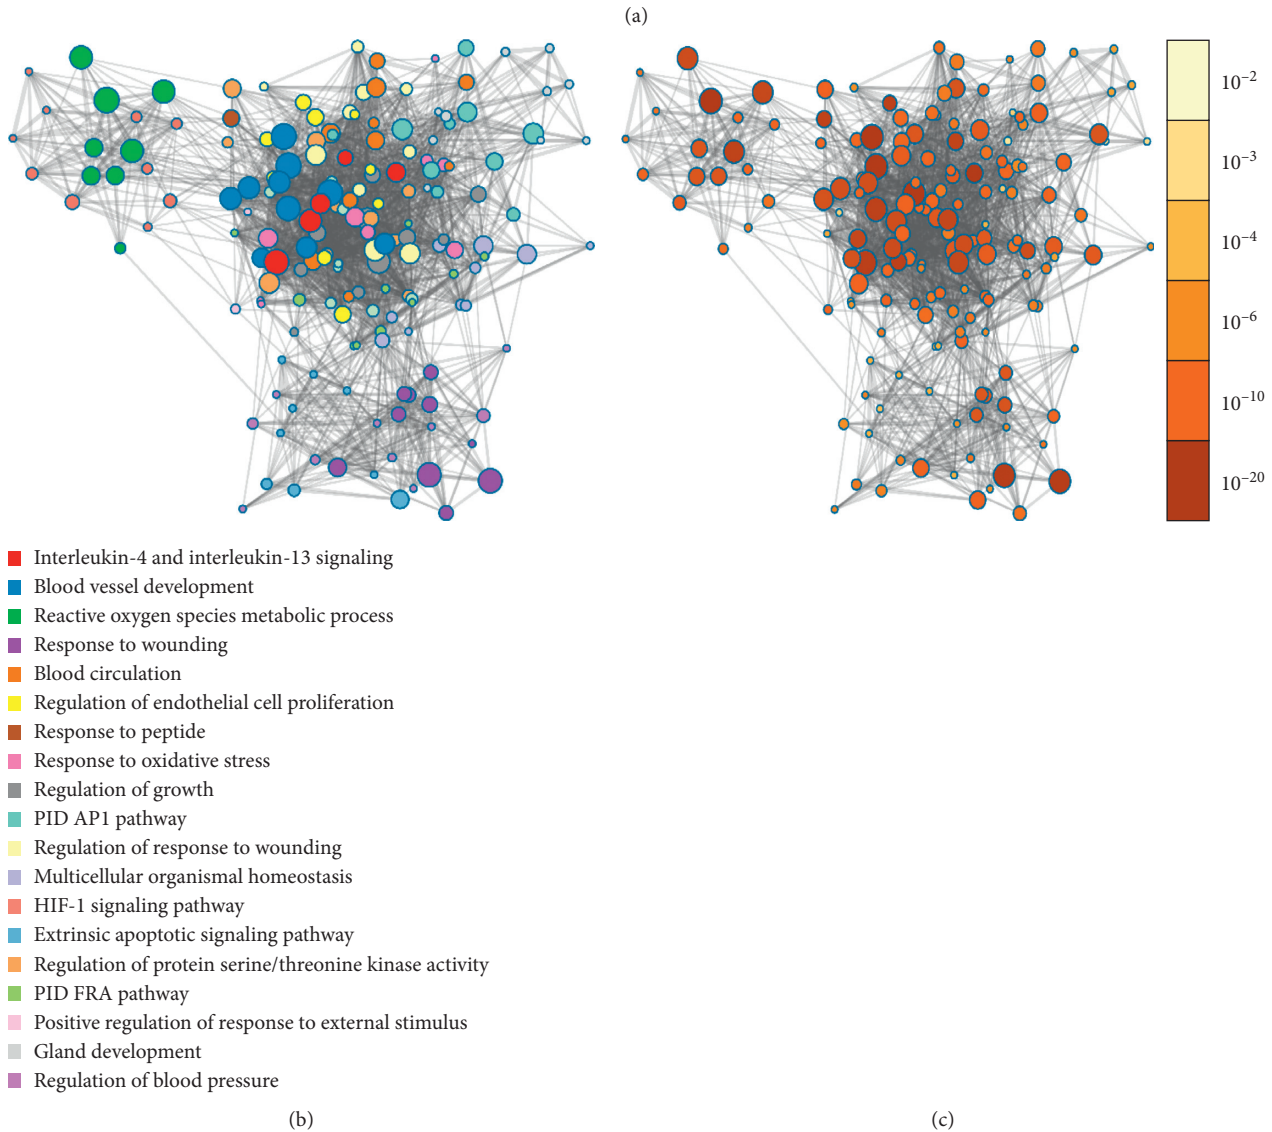 (a)
10⁻²
10⁻³
10⁻⁴
10⁻⁶
10⁻¹⁰
10⁻²⁰
Interleukin-4 and interleukin-13 signaling
Blood vessel development
Reactive oxygen species metabolic process
Response to wounding
Blood circulation
Regulation of endothelial cell proliferation
Response to peptide
Response to oxidative stress
Regulation of growth
PID AP1 pathway
Regulation of response to wounding
Multicellular organismal homeostasis
HIF-1 signaling pathway
Extrinsic apoptotic signaling pathway
Regulation of protein serine/threonine kinase activity
PID FRA pathway
Positive regulation of response to external stimulus
Gland development
Regulation of blood pressure
(b)
(c)